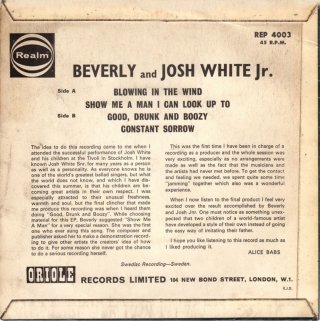 REP 4003
45 R.P.M.
Realm
BEVERLY and JOSH WHITE Jr.
Side A BLOWING IN THE WIND
SHOW ME A MAN I CAN LOOK UP TO
Side B GOOD, DRUNK AND BOOZY
CONSTANT SORROW
The idea to do this recording came to me when I
attended the successful performance of Josh White
and his children at the Tivoli in Stockholm. I have
known Josh White Snr. for many years as a person
as well as a personality. As everyone knows he is
one of the world's greatest ballad singers, but what
the world does not know, and which I have dis-
covered this summer, is that his children are be-
coming great artists in their own respect. I was
especially attracted to their unusual freshness,
warmth and soul, but the final clincher that made
me produce this recording was when I heard them
doing "Good, Drunk and Boozy". While choosing
material for this EP, Beverly suggested "Show Me
A Man" for a very special reason. She was the first
one who ever sung this song. The composer and
publisher asked her to make a demonstration recording
to give other artists the creators' idea of how
to do it. For some reason she never got the chance
to do a serious recording herself.
This was the first time I have been in charge of a
recording as a producer and the whole session was
very exciting, especially as no arrangements were
made as well as the fact that the musicians and
the artists had never met before. To get the contact
and feeling we needed, we spent quite some time
"jamming" together which also was a wonderful
experience.
When I now listen to the final product I feel very
excited over the result accomplished by Beverly
and Josh Jr. One must notice as something unex-
pected that two children of a world-famous artist
have developed a style of their own instead of going
the easy way of imitating their father.
I hope you like listening to this record as much as
I liked producing it.
ALICE BABS
Swedisc Recording—Sweden.
ORIOLE RECORDS LIMITED 104 NEW BOND STREET, LONDON, W.1.